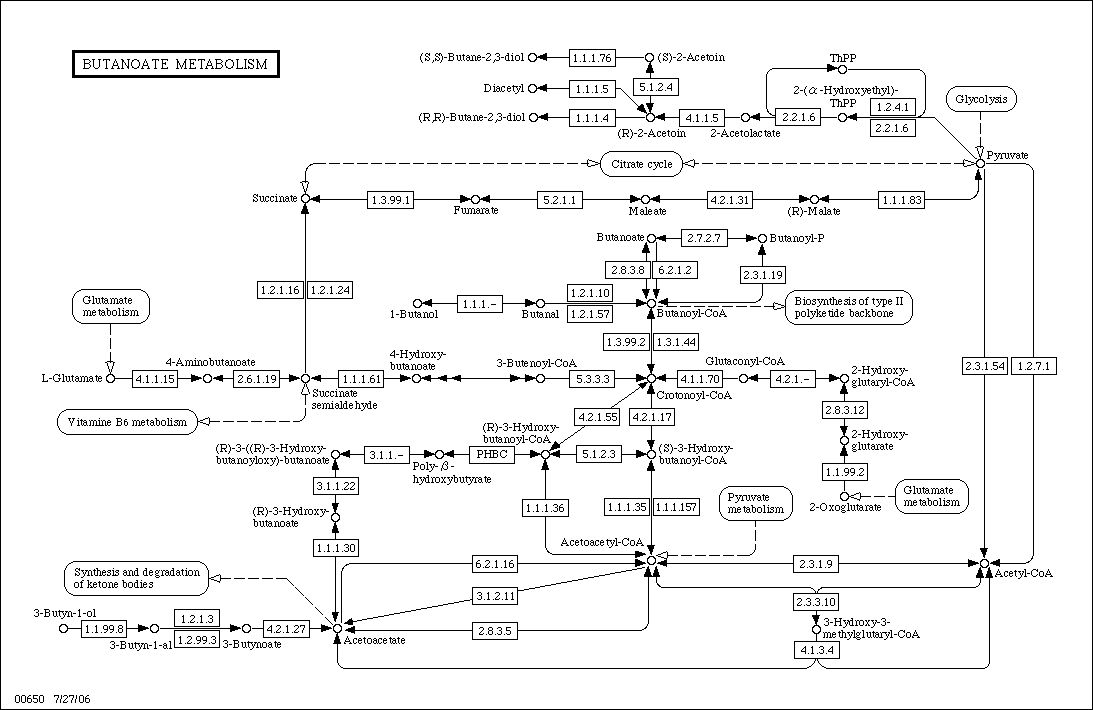 BUTANOATE METABOLISM
(S,S)-Butane-2,3-diol
1.1.1.76
(S)-2-Acetoin
ThPP
Diacetyl
1.1.1.5
5.1.2.4
2-(α-Hydroxyethyl)-
ThPP
Glycolysis
(R,R)-Butane-2,3-diol
1.1.1.4
(R)-2-Acetoin
4.1.1.5
2-Acetolactate
2.2.1.6
1.2.4.1
2.2.1.6
Citrate cycle
Pyruvate
Succinate
1.3.99.1
Fumarate
5.2.1.1
Maleate
4.2.1.31
(R)-Malate
1.1.1.83
Butanoate
2.7.2.7
Butanoyl-P
2.8.3.8
6.2.1.2
2.3.1.19
1.2.1.16
1.2.1.24
Glutamate
metabolism
1-Butanol
1.1.1.-
Butanal
1.2.1.10
1.2.1.57
Butanoyl-CoA
Biosynthesis of type II
polyketide backbone
1.3.99.2
1.3.1.44
L-Glutamate
4.1.1.15
4-Aminobutanoate
2.6.1.19
Succinate
semialdehyde
1.1.1.61
4-Hydroxy-
butanoate
3-Butenoyl-CoA
5.3.3.3
Crotonoyl-CoA
4.1.1.70
Glutaconyl-CoA
4.2.1.-
2-Hydroxy-
glutaryl-CoA
2.3.1.54
1.2.7.1
Vitamine B6 metabolism
4.2.1.55
4.2.1.17
2.8.3.12
(R)-3-((R)-3-Hydroxy-
butanoyloxy)-butanoate
3.1.1.-
Poly-β-
hydroxybutyrate
PHBC
(R)-3-Hydroxy-
butanoyl-CoA
5.1.2.3
(S)-3-Hydroxy-
butanoyl-CoA
2-Hydroxy-
glutarate
1.1.99.2
3.1.1.22
(R)-3-Hydroxy-
butanoate
1.1.1.36
1.1.1.35
1.1.1.157
Pyruvate
metabolism
2-Oxoglutarate
Glutamate
metabolism
1.1.1.30
Acetoacetyl-CoA
Synthesis and degradation
of ketone bodies
6.2.1.16
2.3.1.9
Acetyl-CoA
3.1.2.11
2.3.3.10
3-Butyn-1-ol
1.1.99.8
3-Butyn-1-al
1.2.1.3
1.2.99.3
3-Butynoate
4.2.1.27
Acetoacetate
2.8.3.5
3-Hydroxy-3-
methylglutaryl-CoA
4.1.3.4
00650 7/27/06